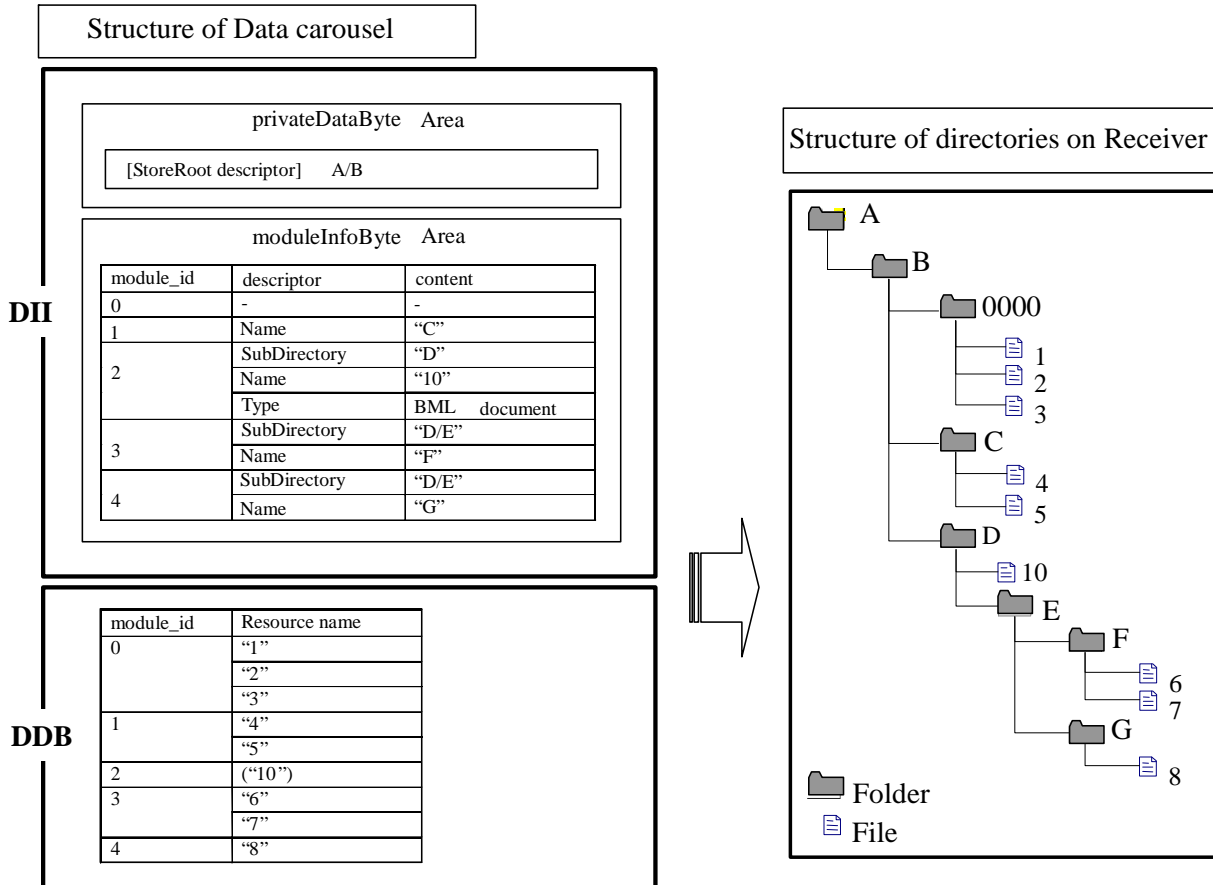 Structure of Data carousel
DII
privateDataByte Area
[StoreRoot descriptor] A/B
moduleInfoByte Area
module_id descriptor content
0 - -
1 Name “C”
2 SubDirectory “D”
Name “10”
Type BML document
3 SubDirectory “D/E”
Name “F”
4 SubDirectory “D/E”
Name “G”
DDB
module_id Resource name
0 “1”
“2”
“3”
1 “4”
“5”
2 (“10”)
3 “6”
“7”
4 “8”
Structure of directories on Receiver
A
B
0000
1
2
3
C
4
5
D
10
E
F
6
7
G
8
Folder
File